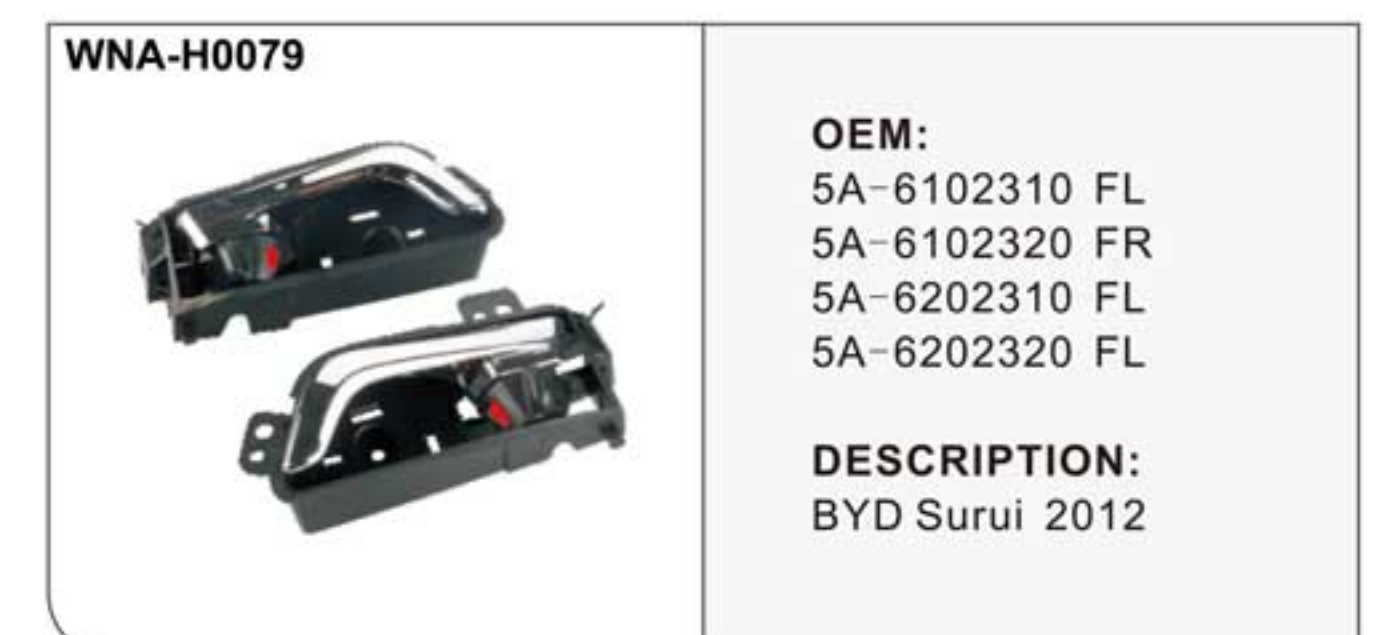 WNA-H0079
OEM:
5A-6102310 FL
5A-6102320 FR
5A-6202310 FL
5A-6202320 FL
DESCRIPTION:
BYD Surui 2012